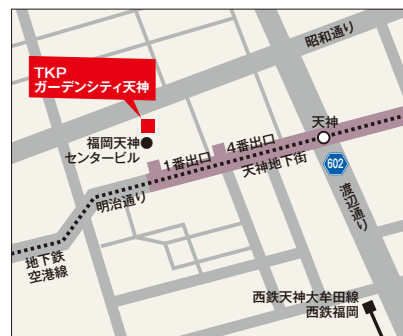 昭和通り
TKP
ガーデンシティ天神
福岡天神
センタービル
1番出口
4番出口
天神
天神地下街
602
明治通り
渡辺通り
地下鉄
空港線
西鉄天神大牟田線
西鉄福岡